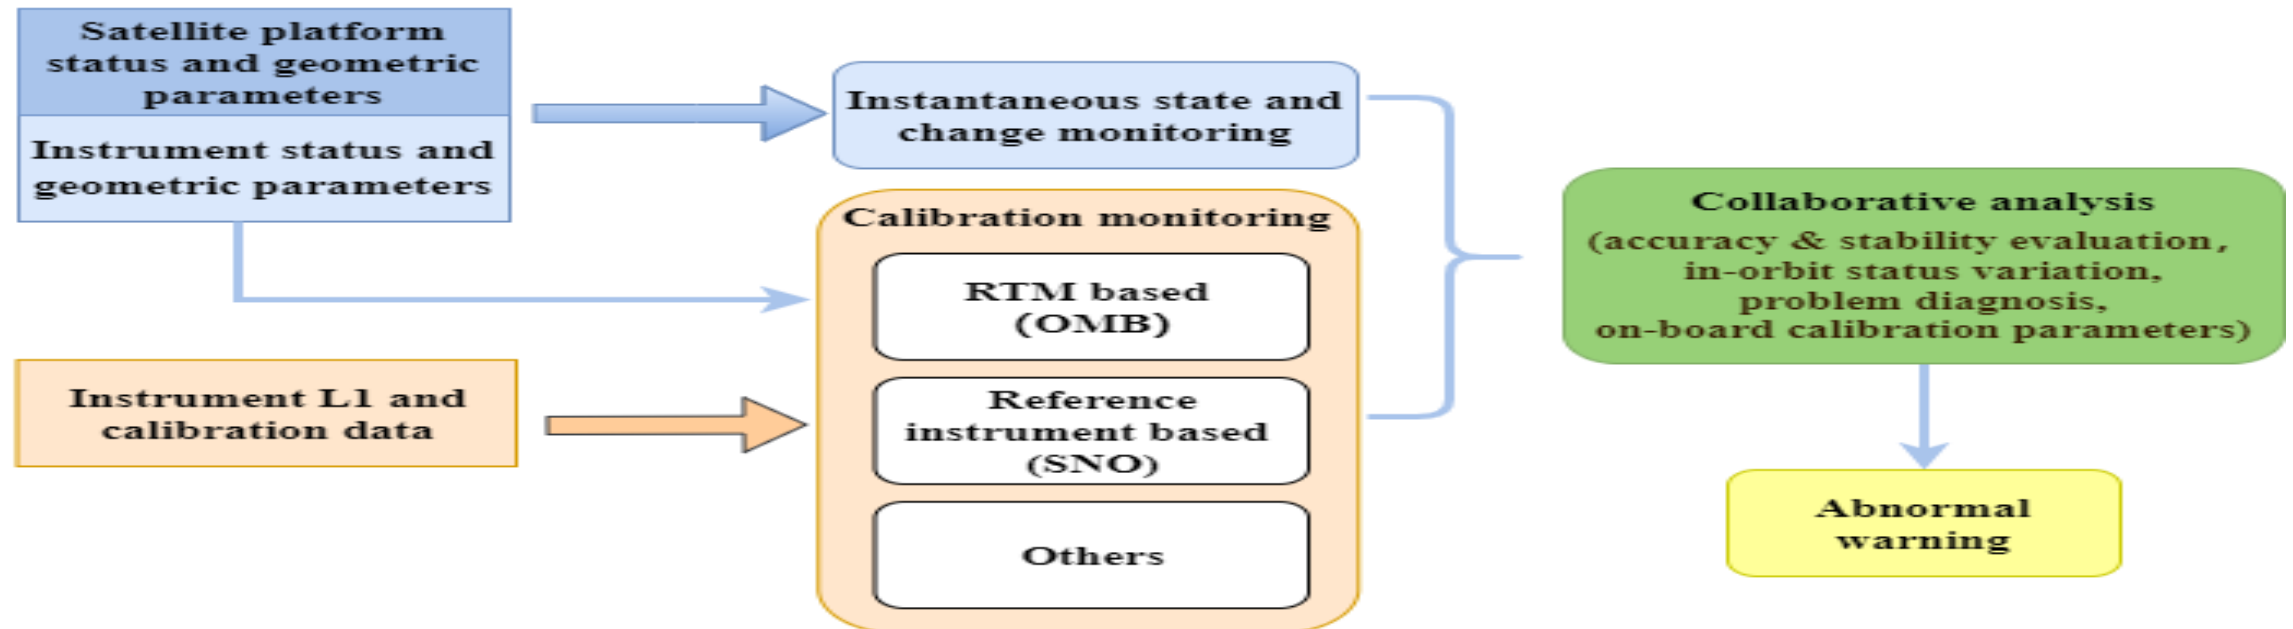 Satellite platform
status and geometric
parameters
Instrument status and
geometric parameters
Instrument L1 and
calibration data
Instantaneous state and
change monitoring
Calibration monitoring
RTM based
(OMB)
Reference
instrument based
(SNO)
Others
Collaborative analysis
(accuracy & stability evaluation,
in-orbit status variation,
problem diagnosis,
on-board calibration parameters)
Abnormal
warning